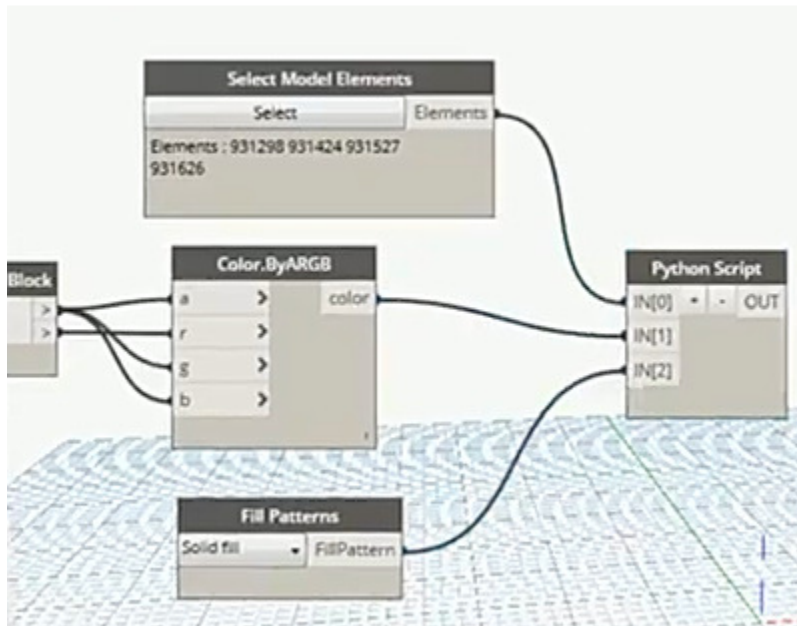 Select Model Elements
Select
Elements
Elements : 931298 931424 931527
931626
Block
>
>
Color.ByARGB
a >
color
r >
g >
b >
Python Script
IN[0] + - OUT
IN[1]
IN[2]
Fill Patterns
Solid fill
FillPattern